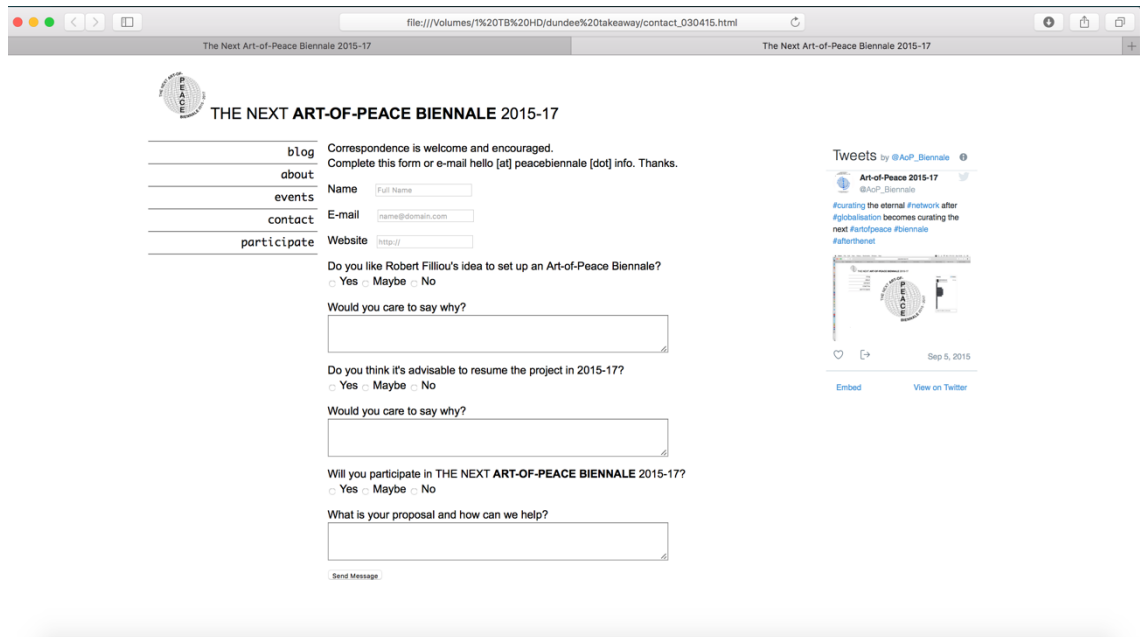 file:///Volumes/1%20TB%20HD/dundee%20takeaway/contact_030415.html
The Next Art-of-Peace Biennale 2015-17
The Next Art-of-Peace Biennale 2015-17
THE NEXT ART-OF-
PEACE
BIENNALE
THE NEXT ART-OF-PEACE BIENNALE 2015-17
blog
about
events
contact
participate
Correspondence is welcome and encouraged.
Complete this form or e-mail hello [at] peacebiennale [dot] info. Thanks.
Name Full Name
E-mail name@domain.com
Website http://
Do you like Robert Filliou's idea to set up an Art-of-Peace Biennale?
Yes Maybe No
Would you care to say why?
Do you think it's advisable to resume the project in 2015-17?
Yes Maybe No
Would you care to say why?
Will you participate in THE NEXT ART-OF-PEACE BIENNALE 2015-17?
Yes Maybe No
What is your proposal and how can we help?
Send Message
Tweets by @AoP_Biennale
Art-of-Peace 2015-17
@AoP_Biennale
#curating the eternal #network after
#globalisation becomes curating the
next #artofpeace #biennale
#afterthenet
PEACE
Sep 5, 2015
Embed View on Twitter